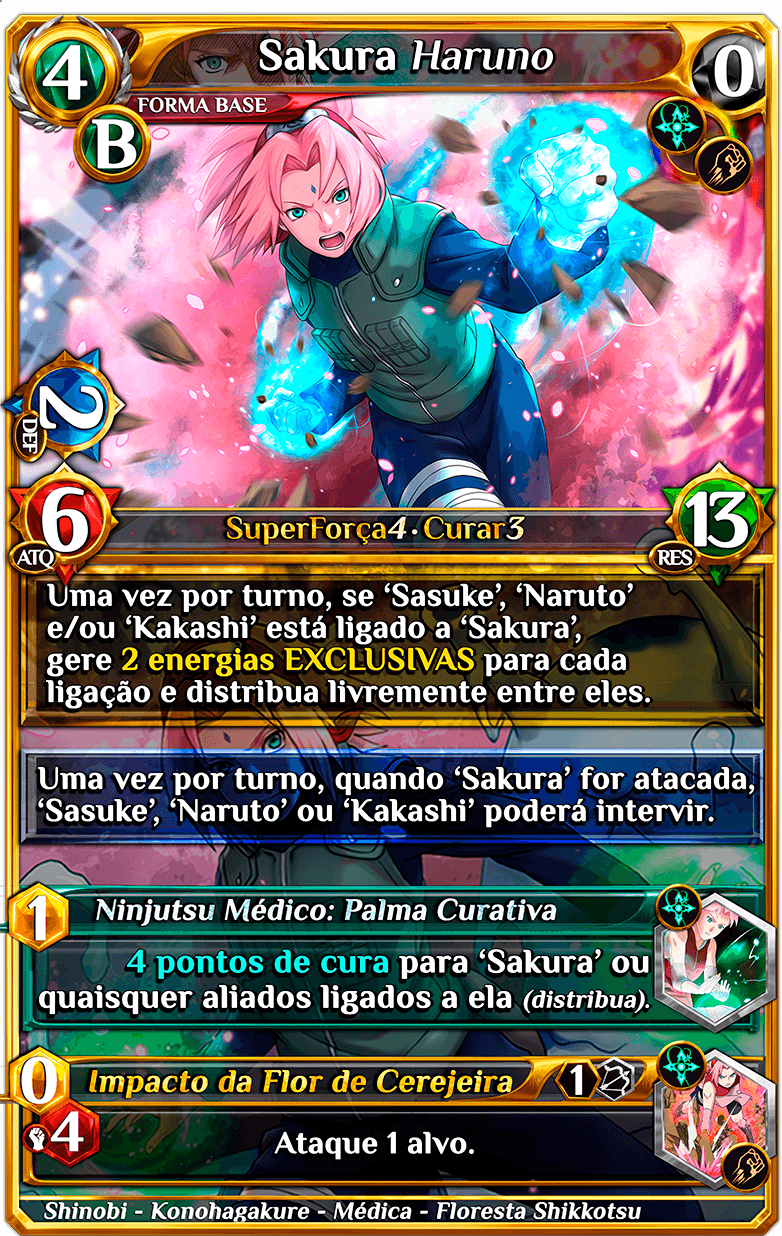 4
Sakura Haruno
0
FORMA BASE
B
2
DEF
6
ATQ
SuperForça4 · Curar3
13
RES
Uma vez por turno, se ‘Sasuke’, ‘Naruto’
e/ou ‘Kakashi’ está ligado a ‘Sakura’,
gere 2 energias EXCLUSIVAS para cada
ligação e distribua livremente entre eles.
Uma vez por turno, quando ‘Sakura’ for atacada,
‘Sasuke’, ‘Naruto’ ou ‘Kakashi’ poderá intervir.
1
Ninjutsu Médico: Palma Curativa
4 pontos de cura para ‘Sakura’ ou
quaisquer aliados ligados a ela (distribua).
0
Impacto da Flor de Cerejeira
1
4
Ataque 1 alvo.
Shinobi - Konohagakure - Médica - Floresta Shikkotsu